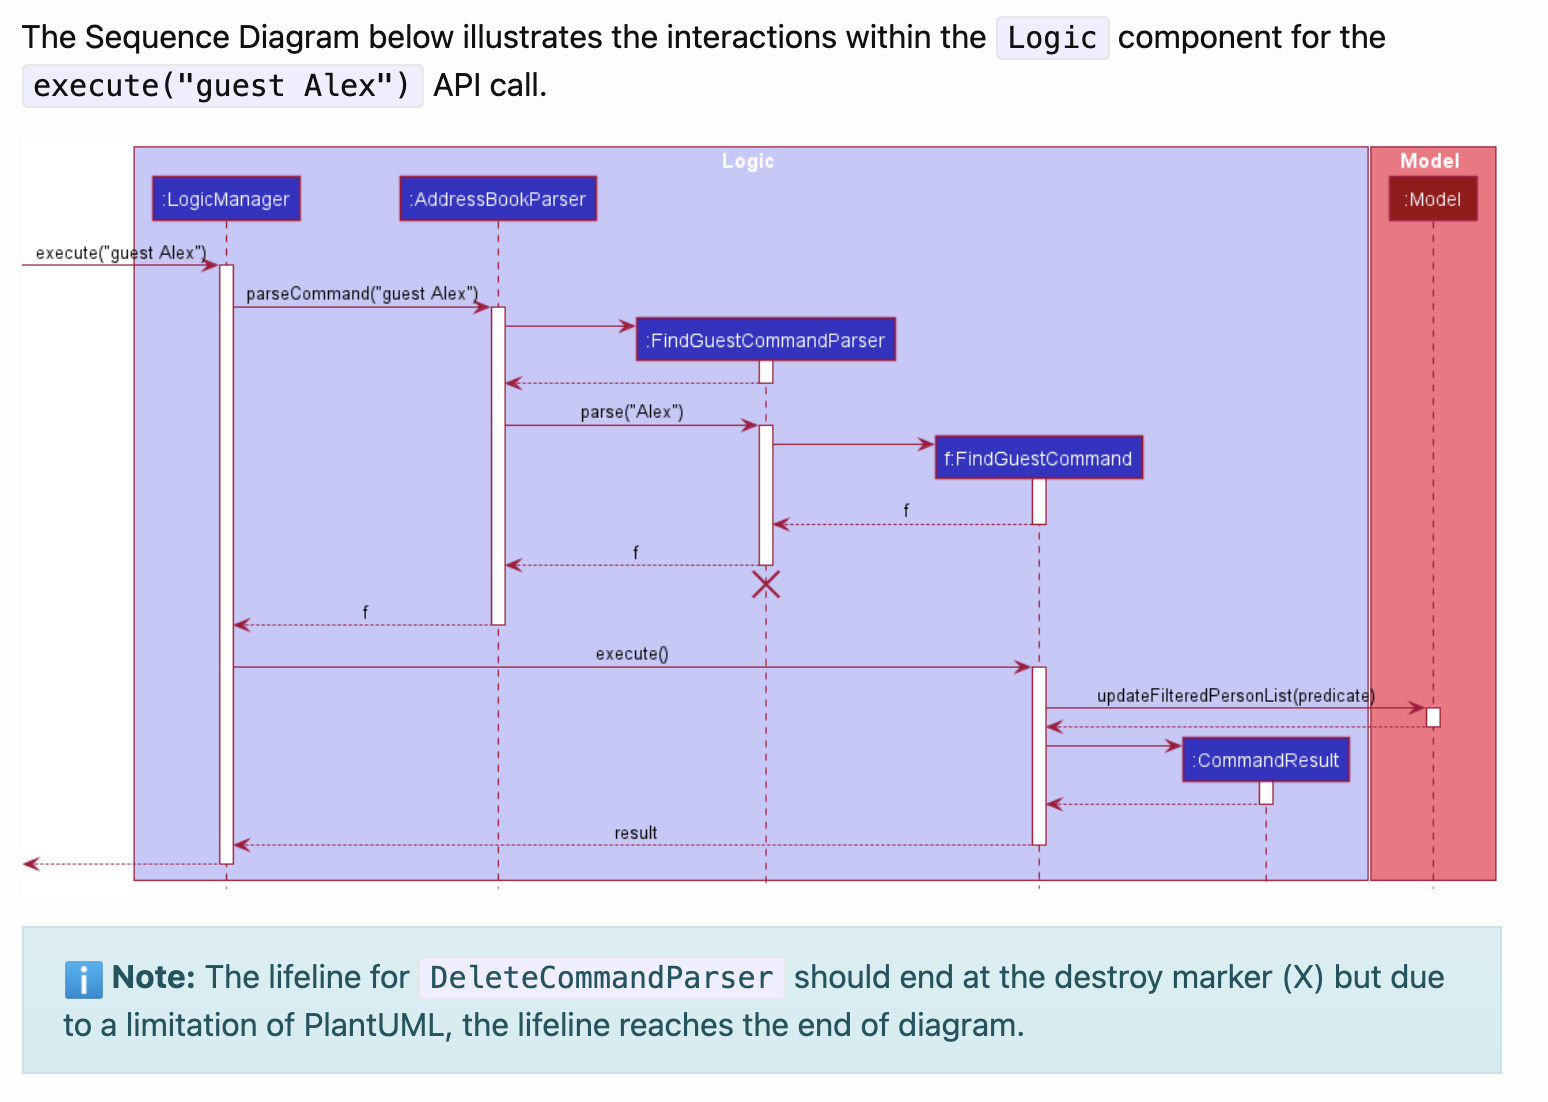 The Sequence Diagram below illustrates the interactions within the Logic component for the
execute("guest Alex") API call.
Logic
Model
:LogicManager
:AddressBookParser
:Model
execute("guest Alex")
parseCommand("guest Alex")
:FindGuestCommandParser
parse("Alex")
f:FindGuestCommand
f
f
f
execute()
updateFilteredPersonList(predicate)
:CommandResult
result
Note: The lifeline for DeleteCommandParser should end at the destroy marker (X) but due
to a limitation of PlantUML, the lifeline reaches the end of diagram.